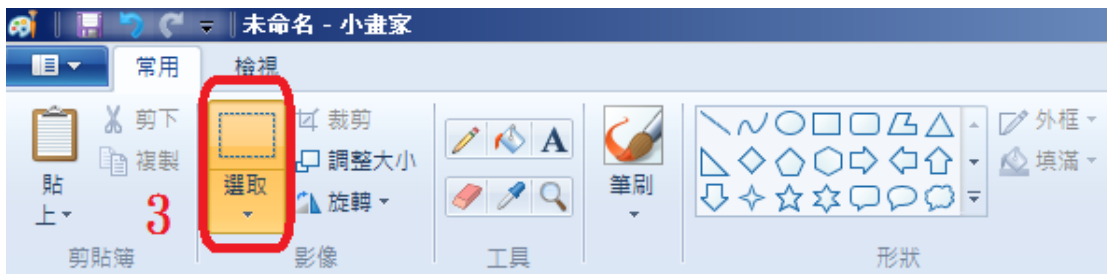 未命名 - 小畫家
常用 檢視
剪下 裁剪 外框
複製 調整大小 A 填滿
貼上 3 選取 旋轉 筆刷
剪貼簿 影像 工具 形狀